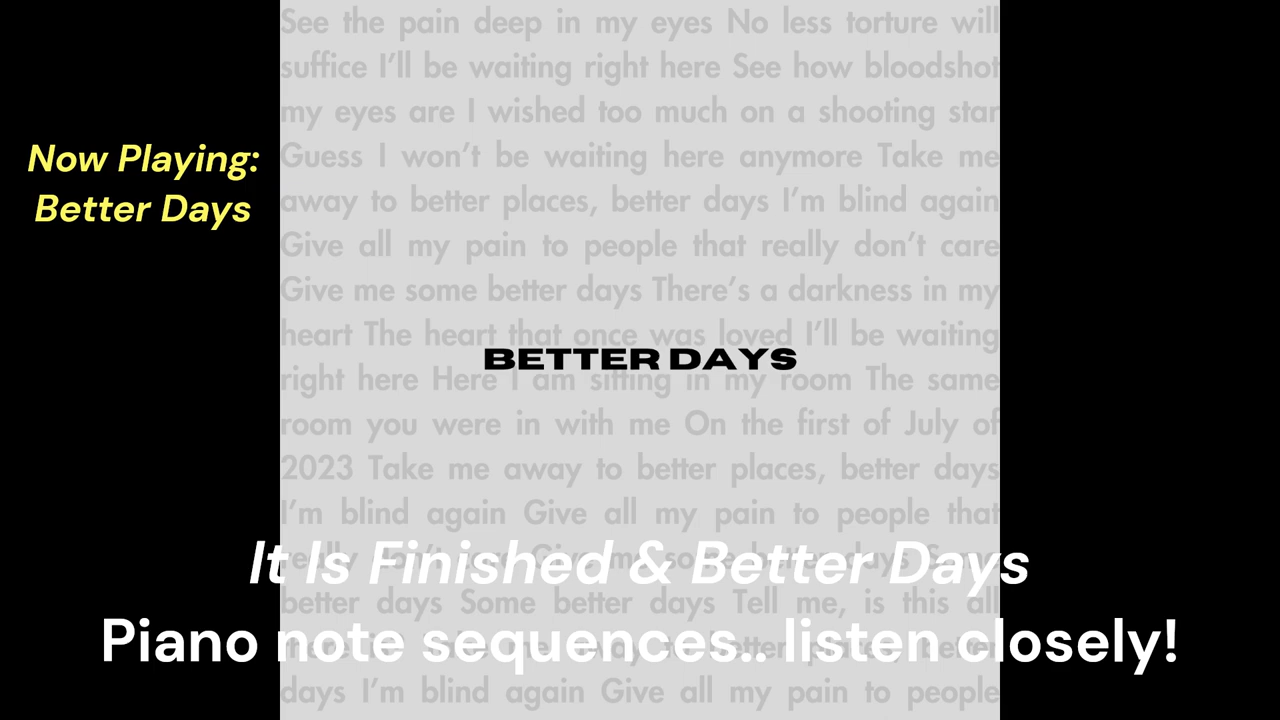 See the pain deep in my eyes No less torture will
suffice I'll be waiting right here See how bloodshot
my eyes are I wished too much on a shooting star
Now Playing:
Better Days
Guess I won't be waiting here anymore Take me
away to better places, better days I'm blind again
Give all my pain to people that really don't care
Give me some better days There's a darkness in my
heart The heart that once was loved I'll be waiting
BETTER DAYS
right here Here I am sitting in my room The same
room you were in with me On the first of July of
2023 Take me away to better places, better days
I'm blind again Give all my pain to people that
It Is Finished & Better Days
better days Some better days Tell me, is this all
Piano note sequences.. listen closely!
days I'm blind again Give all my pain to people